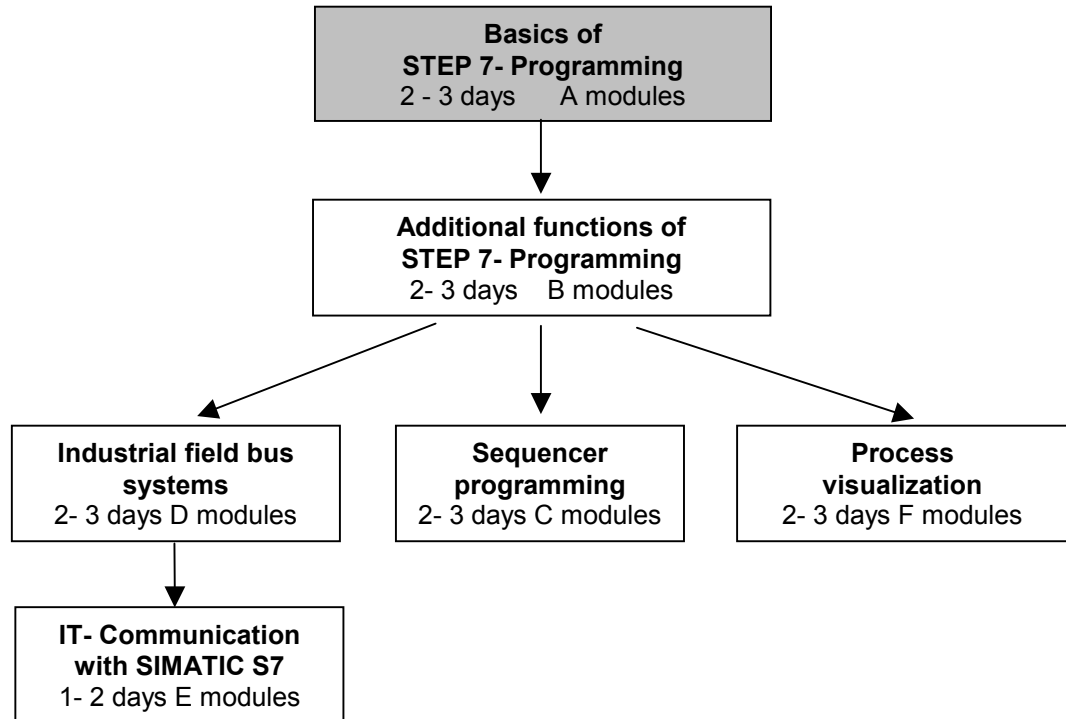 Basics of
STEP 7- Programming
2 - 3 days A modules
Additional functions of
STEP 7- Programming
2- 3 days B modules
Industrial field bus
systems
2- 3 days D modules
Sequencer
programming
2- 3 days C modules
Process
visualization
2- 3 days F modules
IT- Communication
with SIMATIC S7
1- 2 days E modules